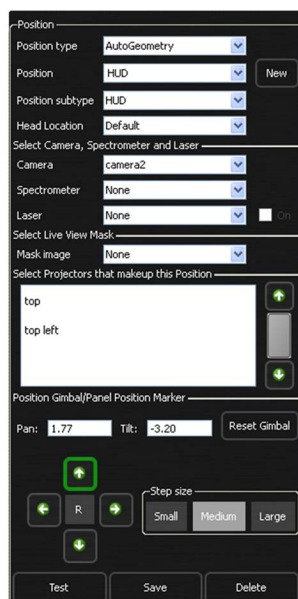 Position
Position type AutoGeometry
Position HUD New
Position subtype HUD
Head Location Default
Select Camera, Spectrometer and Laser
Camera camera2
Spectrometer None
Laser None On
Select Live View Mask
Mask image None
Select Projectors that makeup this Position
top
top left
Position Gimbal/Panel Position Marker
Pan: 1.77 Tilt: -3.20 Reset Gimbal
Step size
R Small Medium Large
Test Save Delete